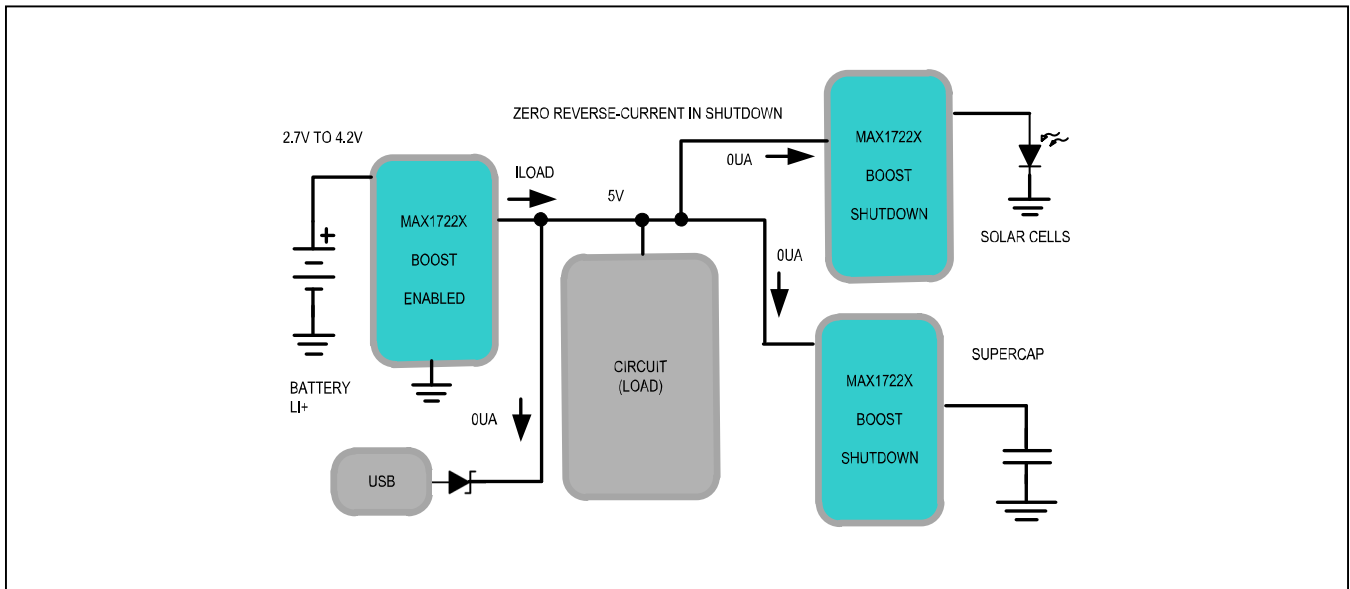 ZERO REVERSE-CURRENT IN SHUTDOWN
2.7V TO 4.2V
MAX1722X
BOOST
ENABLED
+
BATTERY
LI+
ILOAD
5V
0UA
MAX1722X
BOOST
SHUTDOWN
SOLAR CELLS
0UA
CIRCUIT
(LOAD)
0UA
USB
MAX1722X
BOOST
SHUTDOWN
SUPERCAP